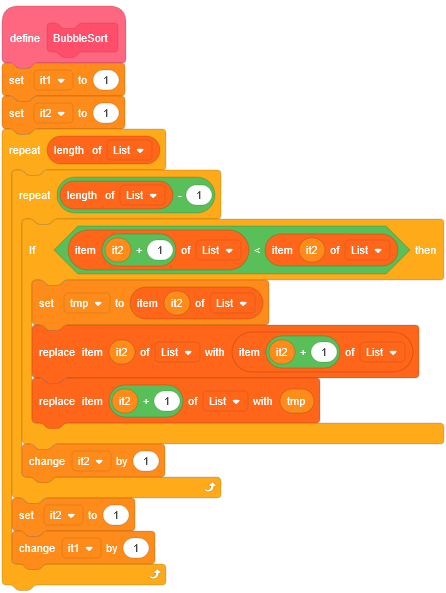 define BubbleSort
set it1 to 1
set it2 to 1
repeat length of List
repeat length of List - 1
If item it2 + 1 of List < item it2 of List then
set tmp to item it2 of List
replace item it2 of List with item it2 + 1 of List
replace item it2 + 1 of List with tmp
change it2 by 1
set it2 to 1
change it1 by 1